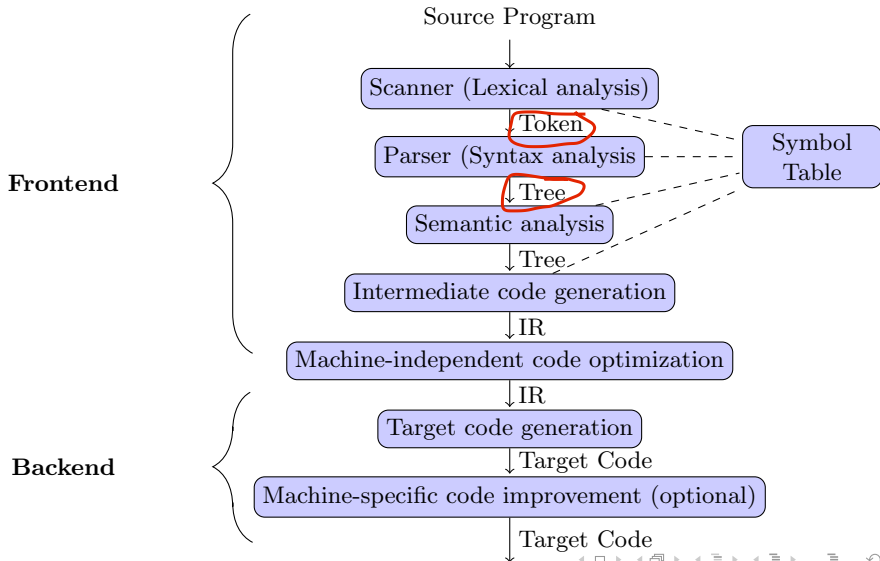 Source Program
Scanner (Lexical analysis)
Token
Parser (Syntax analysis
Symbol
Table
Frontend
Tree
Semantic analysis
Tree
Intermediate code generation
IR
Machine-independent code optimization
IR
Target code generation
Backend
Target Code
Machine-specific code improvement (optional)
Target Code